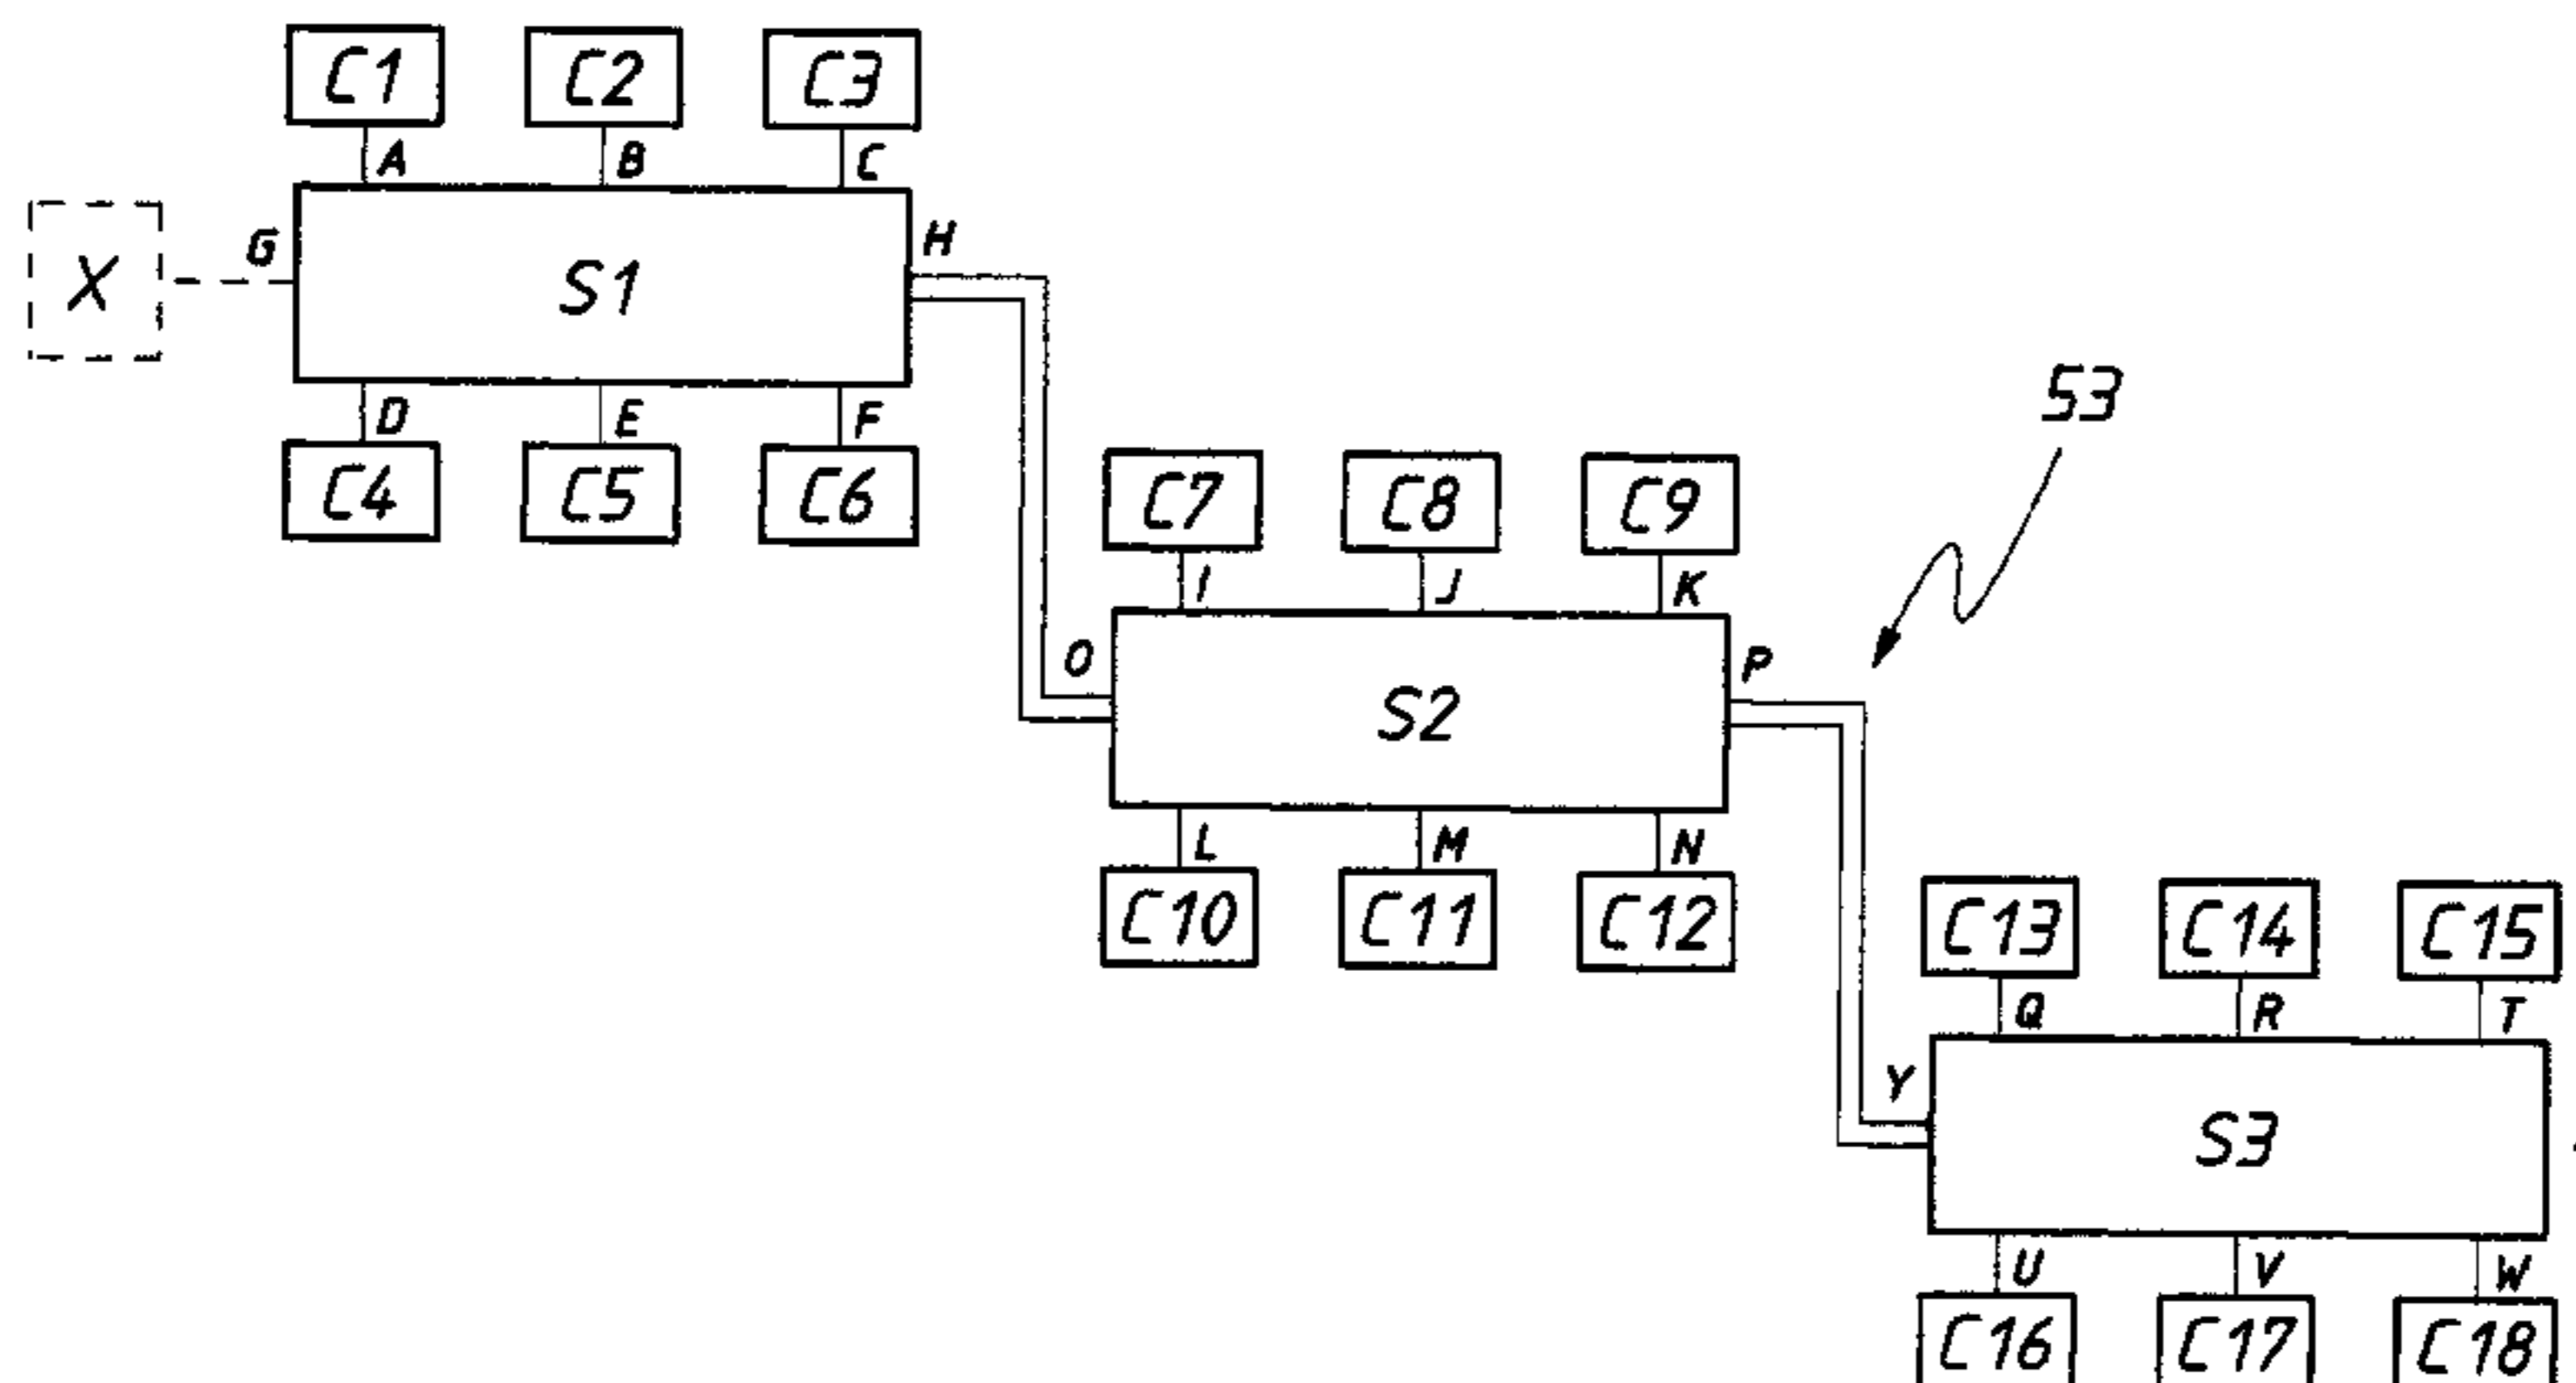 C1 C2 C3
A B C
X G S1 H
D E F
C4 C5 C6
53
C7 C8 C9
I J K
O S2 P
L M N
C10 C11 C12
C13 C14 C15
Q R T
Y S3
U V W
C16 C17 C18